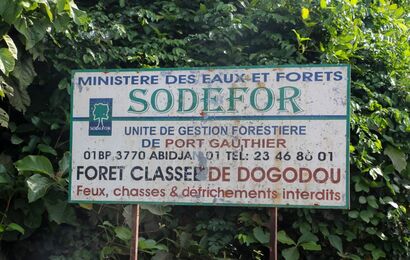 MINISTERE DES EAUX ET FORETS
SODEFOR
SODEFOR
UNITE DE GESTION FORESTIERE
DE PORT GAUTHIER
01BP 3770 ABIDJAN 01 TEL: 23 46 80 01
FORET CLASSEE DE DOGODOU
Feux, chasses & défrichements interdits